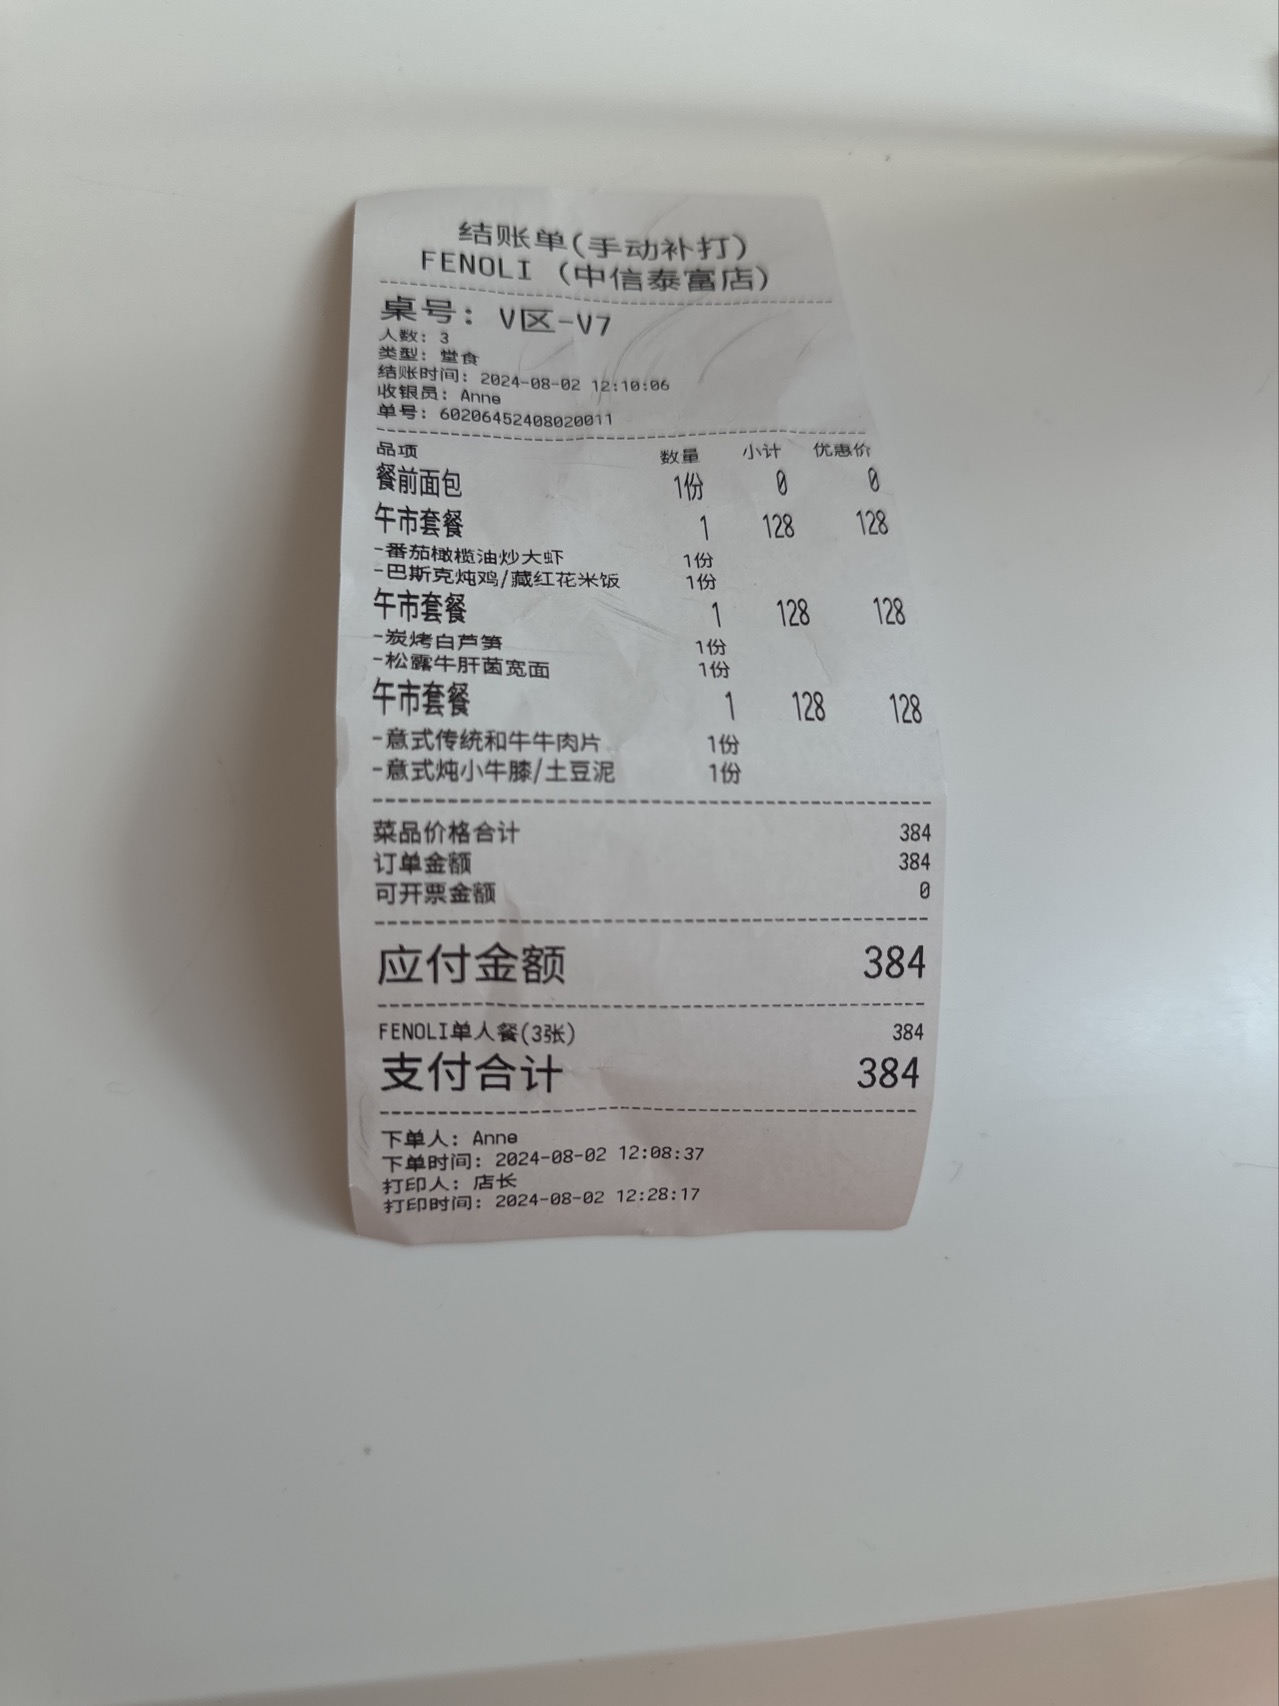 结账单(手动补打)
FENOLI (中信泰富店)
桌号: V区-V7
人数: 3
类型: 堂食
结账时间: 2024-08-02 12:10:06
收银员: Anne
单号: 60206452408020011
品项 数量 小计 优惠价
餐前面包 1份 0 0
午市套餐 1 128 128
-番茄橄榄油炒大虾 1份
-巴斯克炖鸡/藏红花米饭 1份
午市套餐 1 128 128
-炭烤白芦笋 1份
-松露牛肝菌宽面 1份
午市套餐 1 128 128
-意式传统和牛牛肉片 1份
-意式炖小牛膝/土豆泥 1份
菜品价格合计 384
订单金额 384
可开票金额 0
应付金额 384
FENOLI单人餐(3张) 384
支付合计 384
下单人: Anne
下单时间: 2024-08-02 12:08:37
打印人: 店长
打印时间: 2024-08-02 12:28:17